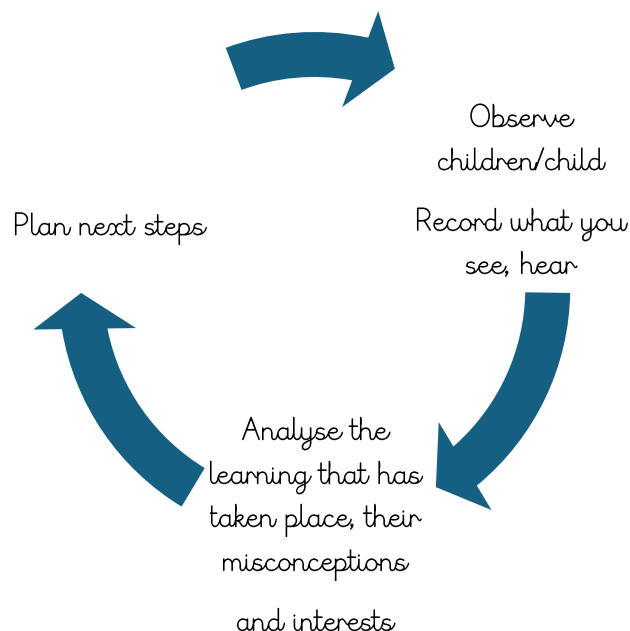 Observe
children/child
Record what you
see, hear
Analyse the
learning that has
taken place, their
misconceptions
and interests
Plan next steps